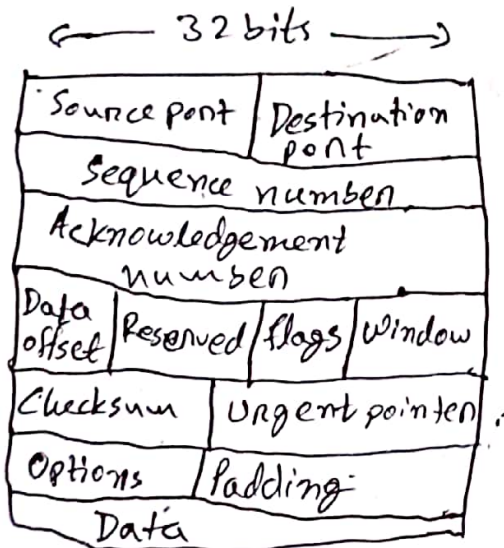 32 bits
Source port Destination port
Sequence number
Acknowledgement number
Data offset Reserved flags Window
Checksum Urgent pointer
Options Padding
Data